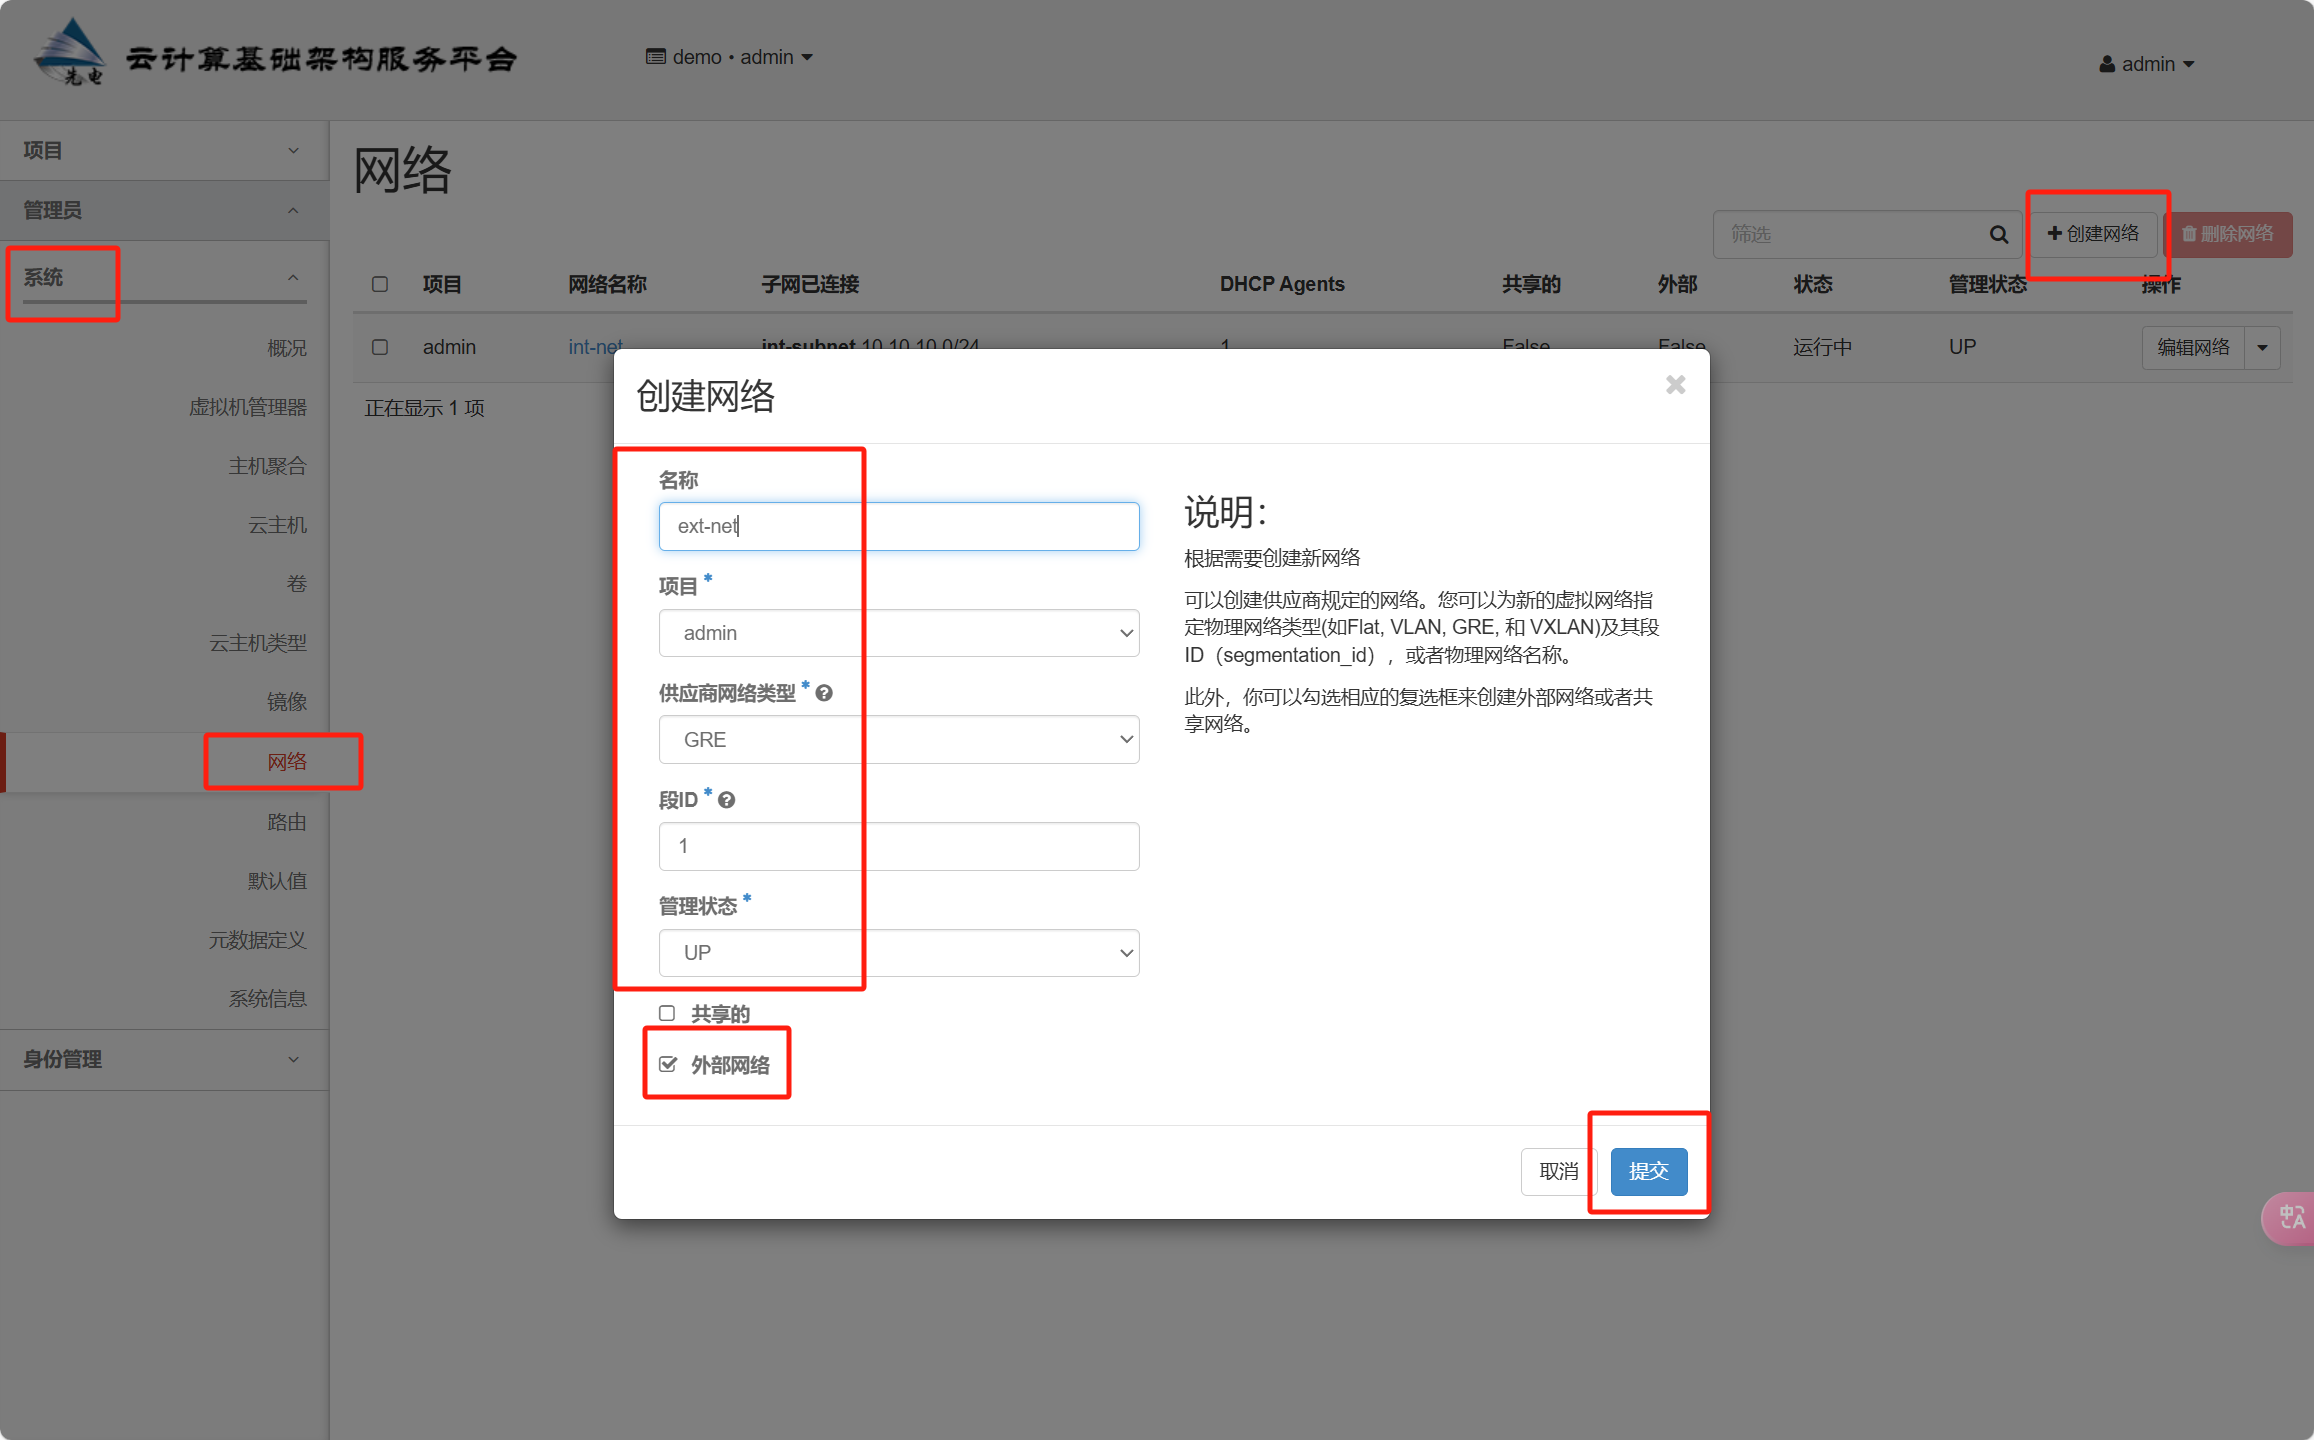 先电 云计算基础架构服务平台
demo • admin
admin
项目
管理员
系统
概况
虚拟机管理器
主机聚合
云主机
卷
云主机类型
镜像
网络
路由
默认值
元数据定义
系统信息
身份管理
网络
筛选
创建网络
删除网络
项目 网络名称 子网已连接 DHCP Agents 共享的 外部 状态 管理状态 操作
admin int-net int-subnet 10.10.10.0/24 1 False False 运行中 UP 编辑网络
正在显示 1 项
创建网络
名称
ext-net
项目 *
admin
供应商网络类型 *
GRE
段ID *
1
管理状态 *
UP
共享的
外部网络
说明：
根据需要创建新网络
可以创建供应商规定的网络。您可以为新的虚拟网络指
定物理网络类型(如Flat, VLAN, GRE, 和 VXLAN)及其段
ID（segmentation_id），或者物理网络名称。
此外，你可以勾选相应的复选框来创建外部网络或者共
享网络。
取消
提交